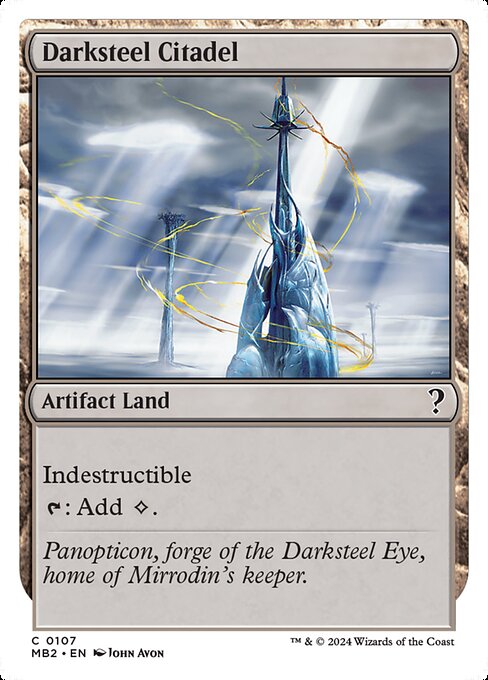 Darksteel Citadel
Artifact Land
?
Indestructible
: Add .
Panopticon, forge of the Darksteel Eye,
home of Mirrodin's keeper.
C 0107
™ & © 2024 Wizards of the Coast
MB2 • EN John Avon